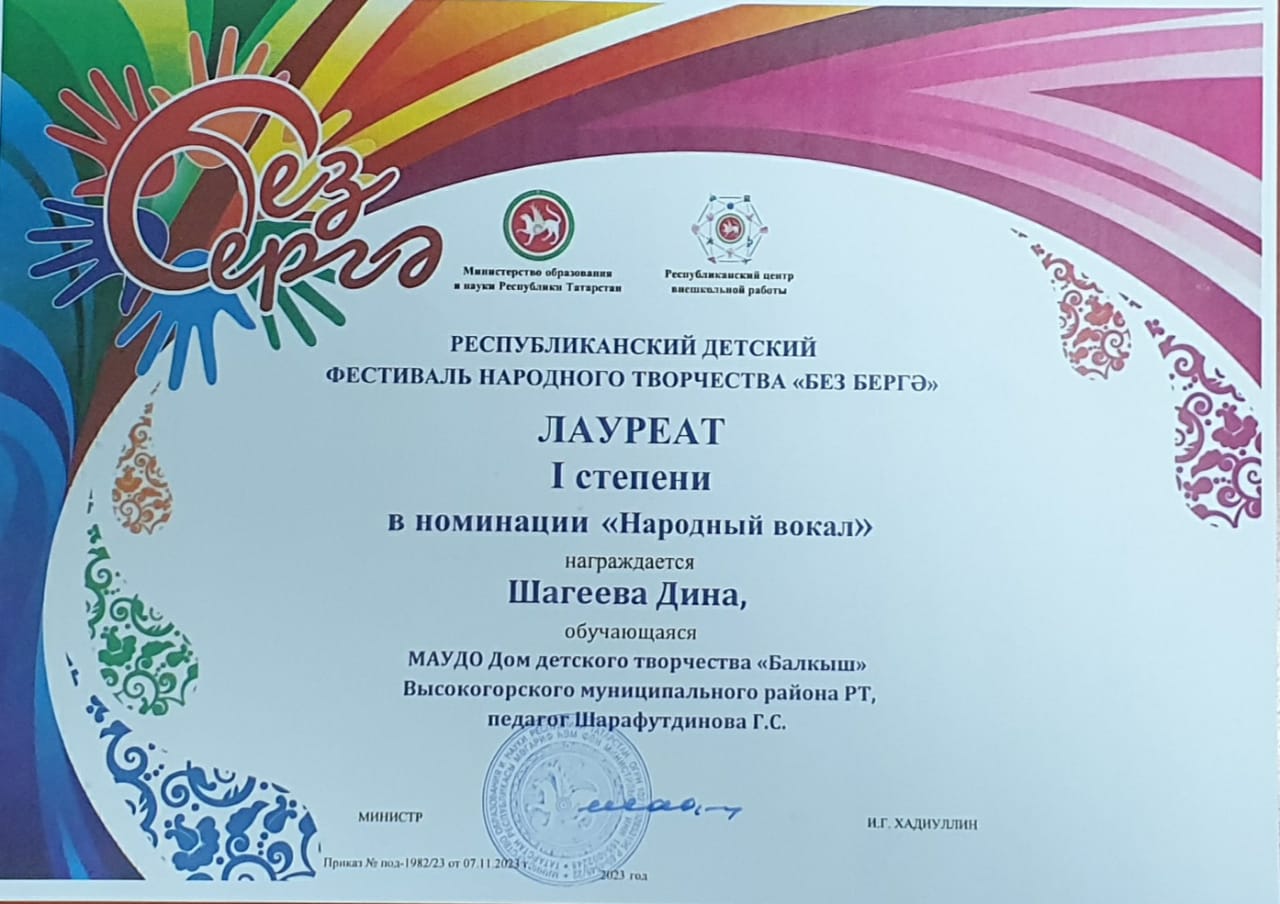 Без
Бергә
Министерство образования
и науки Республики Татарстан
Республиканский центр
внешкольной работы
РЕСПУБЛИКАНСКИЙ ДЕТСКИЙ
ФЕСТИВАЛЬ НАРОДНОГО ТВОРЧЕСТВА «БЕЗ БЕРГӘ»
ЛАУРЕАТ
I степени
в номинации «Народный вокал»
награждается
Шагеева Дина,
обучающаяся
МАУДО Дом детского творчества «Балкыш»
Высокогорского муниципального района РТ,
педагог Шарафутдинова Г.С.
МИНИСТР
И.Г. ХАДИУЛЛИН
Приказ № под-1982/23 от 07.11.2023 г.
2023 год